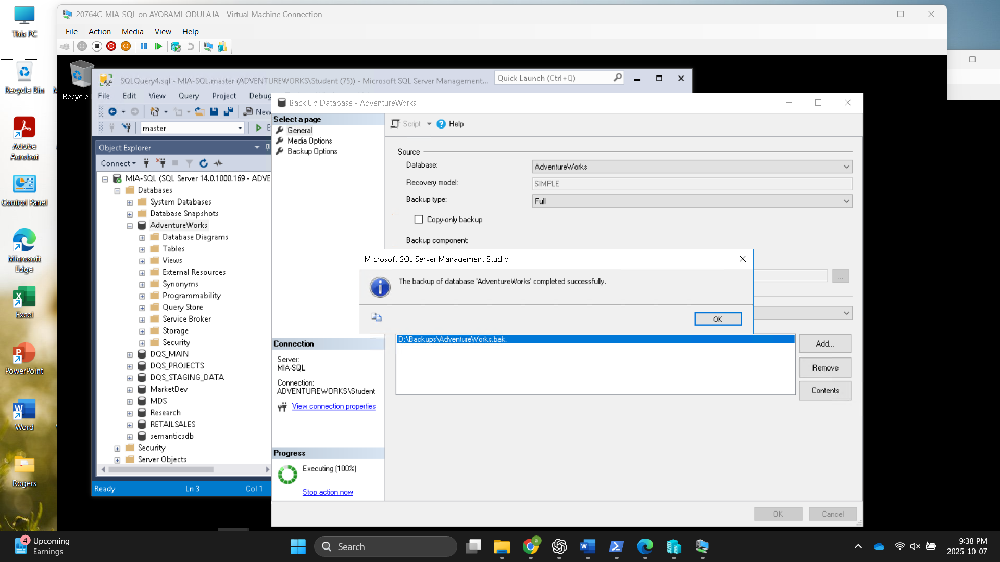 This PC
Recycle Bin
Adobe
Acrobat
Control Panel
Microsoft
Edge
Excel
PowerPoint
Word
Rogers
20764C-MIA-SQL on AYOBAMI-ODULAJA - Virtual Machine Connection
File Action Media View Help
Recycle
SQLQuery4.sql - MIA-SQL.master (ADVENTUREWORKS\Student (75)) - Microsoft SQL Server Management...
Quick Launch (Ctrl+Q)
File Edit View Query Project Debug
New
master
Object Explorer
Connect
MIA-SQL (SQL Server 14.0.1000.169 - ADVE
Databases
System Databases
Database Snapshots
AdventureWorks
Database Diagrams
Tables
Views
External Resources
Synonyms
Programmability
Query Store
Service Broker
Storage
Security
DQS_MAIN
DQS_PROJECTS
DQS_STAGING_DATA
MarketDev
MDS
Research
RETAILSALES
semanticsdb
Security
Server Objects
Ready Ln 3 Col 1
Back Up Database - AdventureWorks
Select a page
General
Media Options
Backup Options
Script Help
Source
Database: AdventureWorks
Recovery model: SIMPLE
Backup type: Full
Copy-only backup
Backup component:
...
Microsoft SQL Server Management Studio
The backup of database 'AdventureWorks' completed successfully.
OK
D:\Backups\AdventureWorks.bak.
Add...
Remove
Contents
Connection
Server:
MIA-SQL
Connection:
ADVENTUREWORKS\Student
View connection properties
Progress
Executing (100%)
Stop action now
OK Cancel
4
Upcoming
Earnings
Search
9:38 PM
2025-10-07